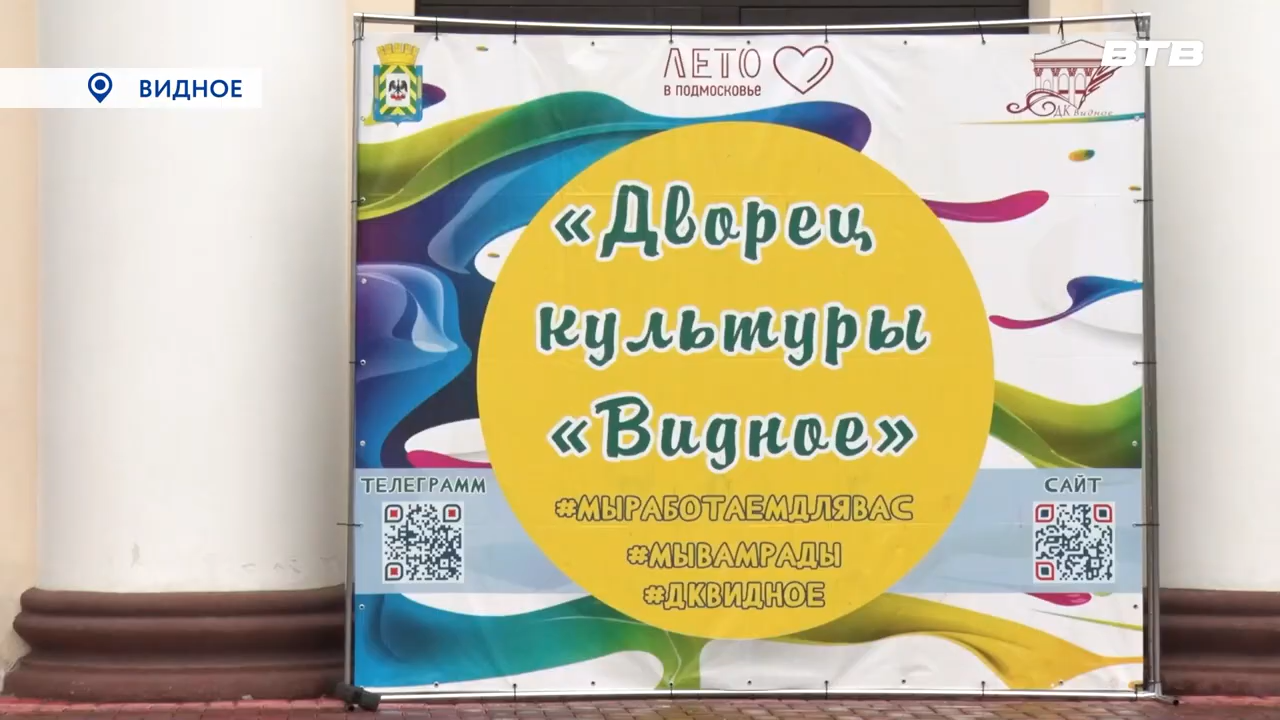 ВИДНОЕ
ЛЕТО
В ПОДМОСКОВЬЕ
ВТВ
ДК видное
«Дворец
культуры
«Видное»
ТЕЛЕГРАММ
САЙТ
#МЫРАБОТАЕМДЛЯВАС
#МЫВАМРАДЫ
#ДКВИДНОЕ